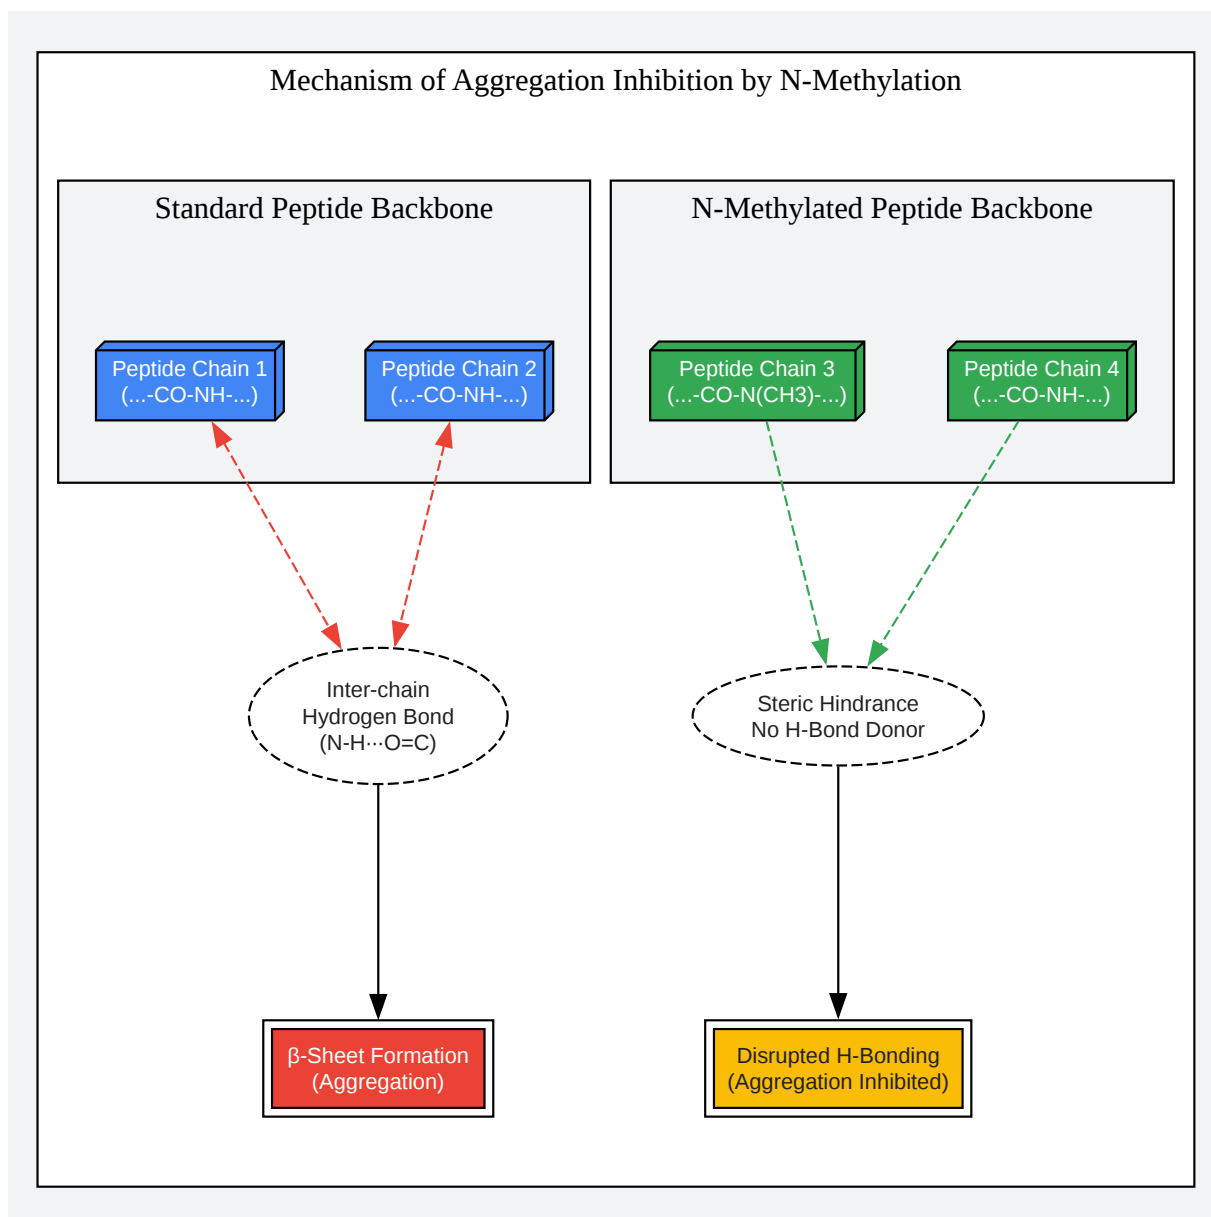 Mechanism of Aggregation Inhibition by N-Methylation
Standard Peptide Backbone
N-Methylated Peptide Backbone
Peptide Chain 1
(...-CO-NH-...)
Peptide Chain 2
(...-CO-NH-...)
Peptide Chain 3
(...-CO-N(CH3)-...)
Peptide Chain 4
(...-CO-NH-...)
Inter-chain
Hydrogen Bond
(N-H···O=C)
Steric Hindrance
No H-Bond Donor
β-Sheet Formation
(Aggregation)
Disrupted H-Bonding
(Aggregation Inhibited)